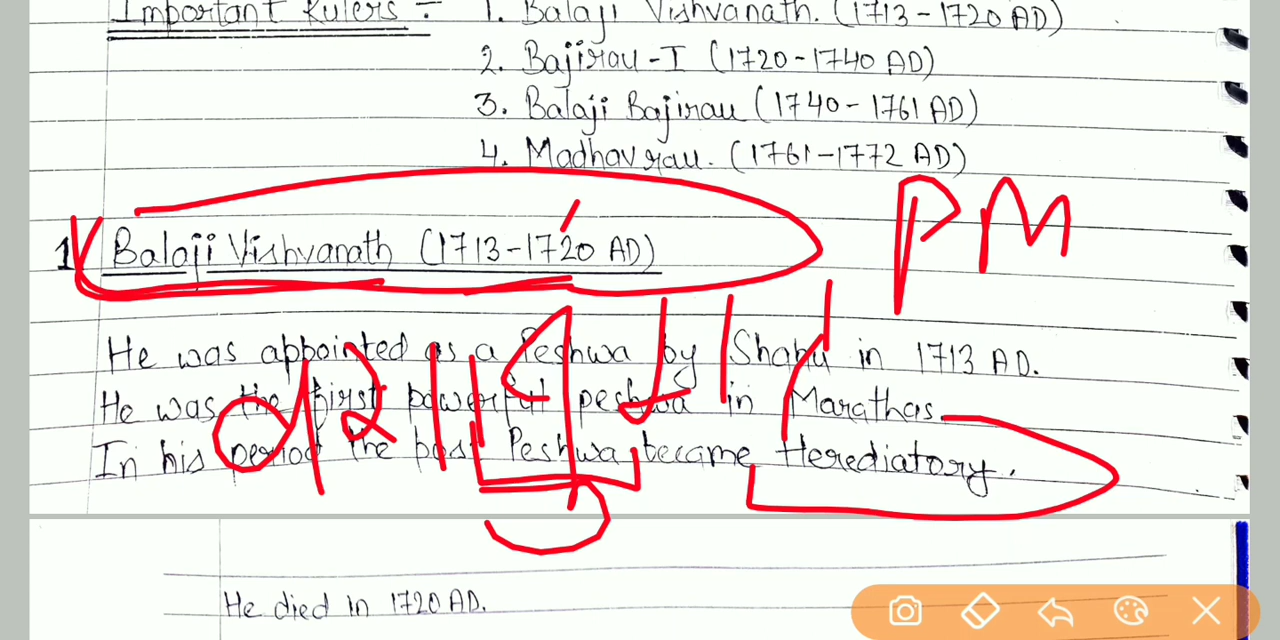 Important Rulers :- 1. Balaji Vishvanath. (1713-1720 AD)
2. Bajirau-I (1720-1740 AD)
3. Balaji Bajirau (1740-1761 AD)
4. Madhavrau. (1761-1772 AD)
PM
1. Balaji Vishvanath (1713-1720 AD)
He was appointed as a Peshwa by Shahu in 1713 AD.
He was the first powerful peshwa in Marathas.
In his period the post Peshwa became Herediatory.
He died in 1720 AD.